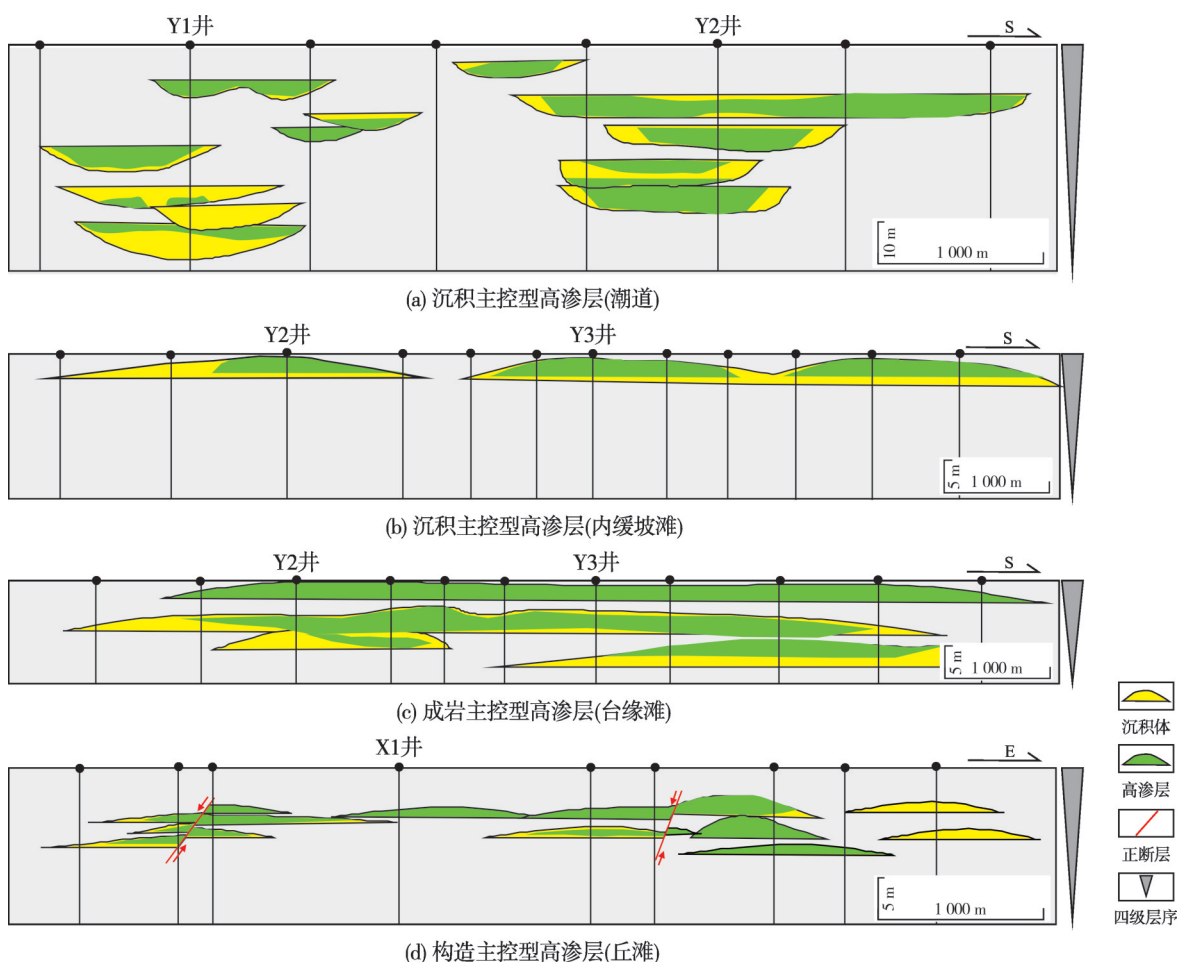 Y1井
Y2井
S
10 m
1 000 m
(a) 沉积主控型高渗层(潮道)
Y2井
Y3井
S
5 m
1 000 m
(b) 沉积主控型高渗层(内缓坡滩)
Y2井
Y3井
S
5 m
1 000 m
(c) 成岩主控型高渗层(台缘滩)
X1井
E
5 m
1 000 m
(d) 构造主控型高渗层(丘滩)
沉积体
高渗层
正断层
四级层序